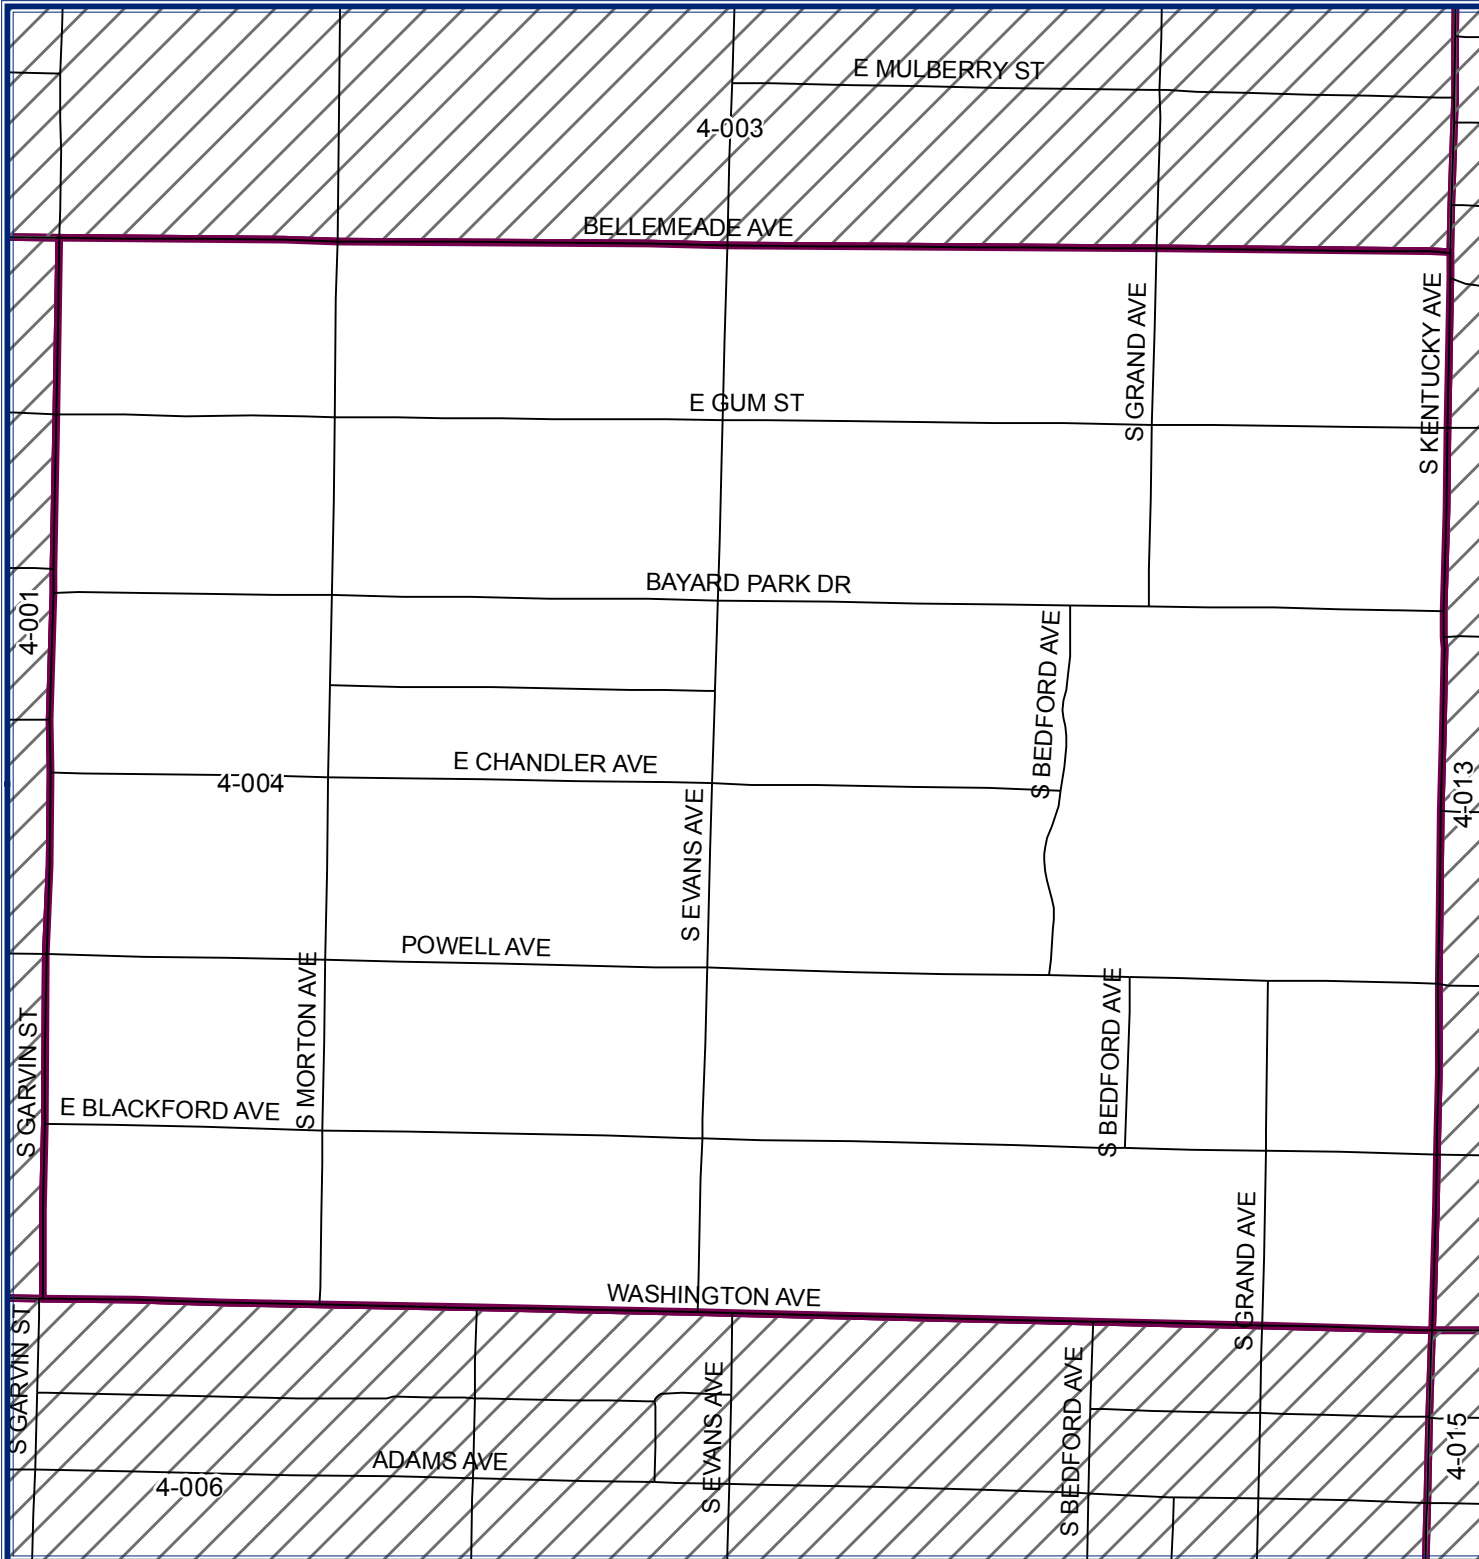 E MULBERRY ST
4-003
BELLEMEADE AVE
S GRAND AVE
S KENTUCKY AVE
E GUM ST
BAYARD PARK DR
4-001
S BEDFORD AVE
E CHANDLER AVE
4-004
4-013
S EVANS AVE
POWELL AVE
S MORTON AVE
S BEDFORD AVE
S GARVIN ST
E BLACKFORD AVE
S GRAND AVE
WASHINGTON AVE
S GARVIN ST
S EVANS AVE
S BEDFORD AVE
4-015
ADAMS AVE
4-006